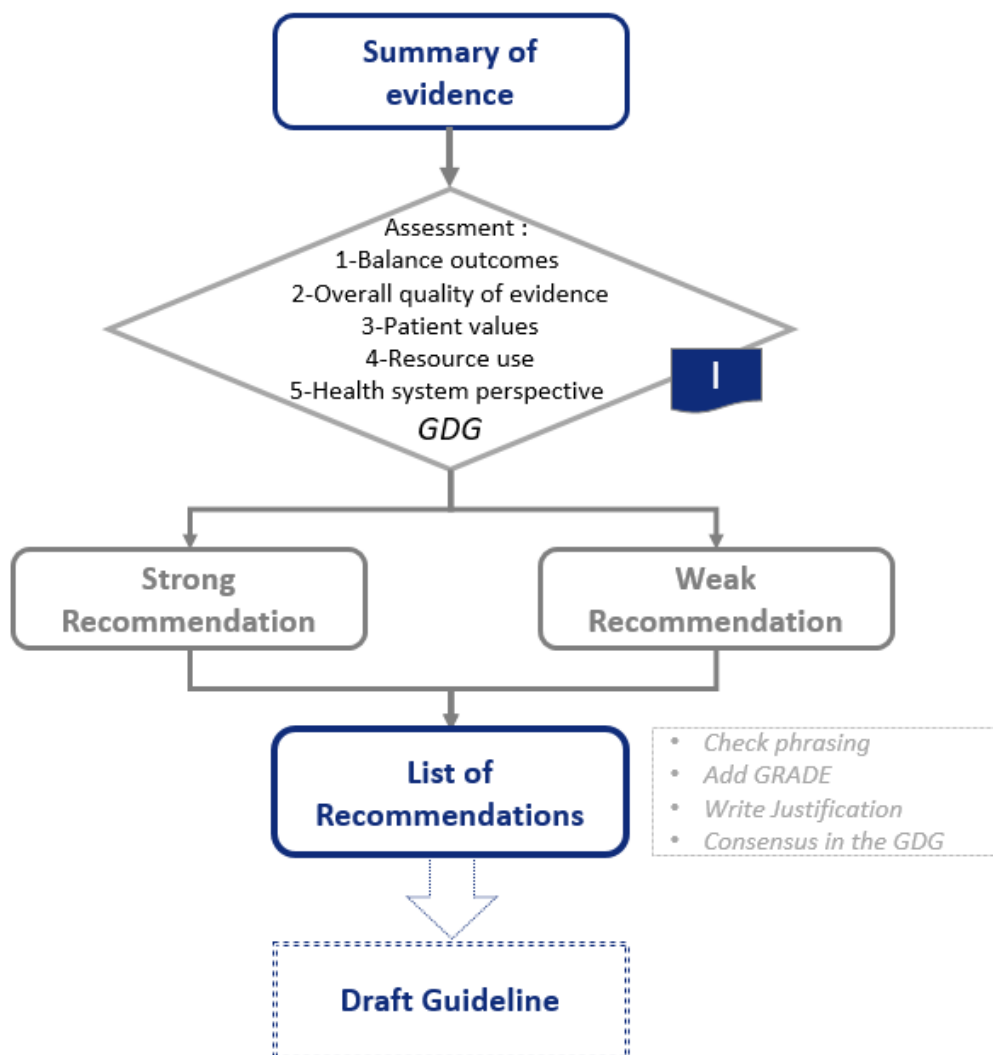 Summary of
evidence
Assessment :
1-Balance outcomes
2-Overall quality of evidence
3-Patient values
4-Resource use
5-Health system perspective
GDG
I
Strong
Recommendation
Weak
Recommendation
List of
Recommendations
• Check phrasing
• Add GRADE
• Write Justification
• Consensus in the GDG
Draft Guideline